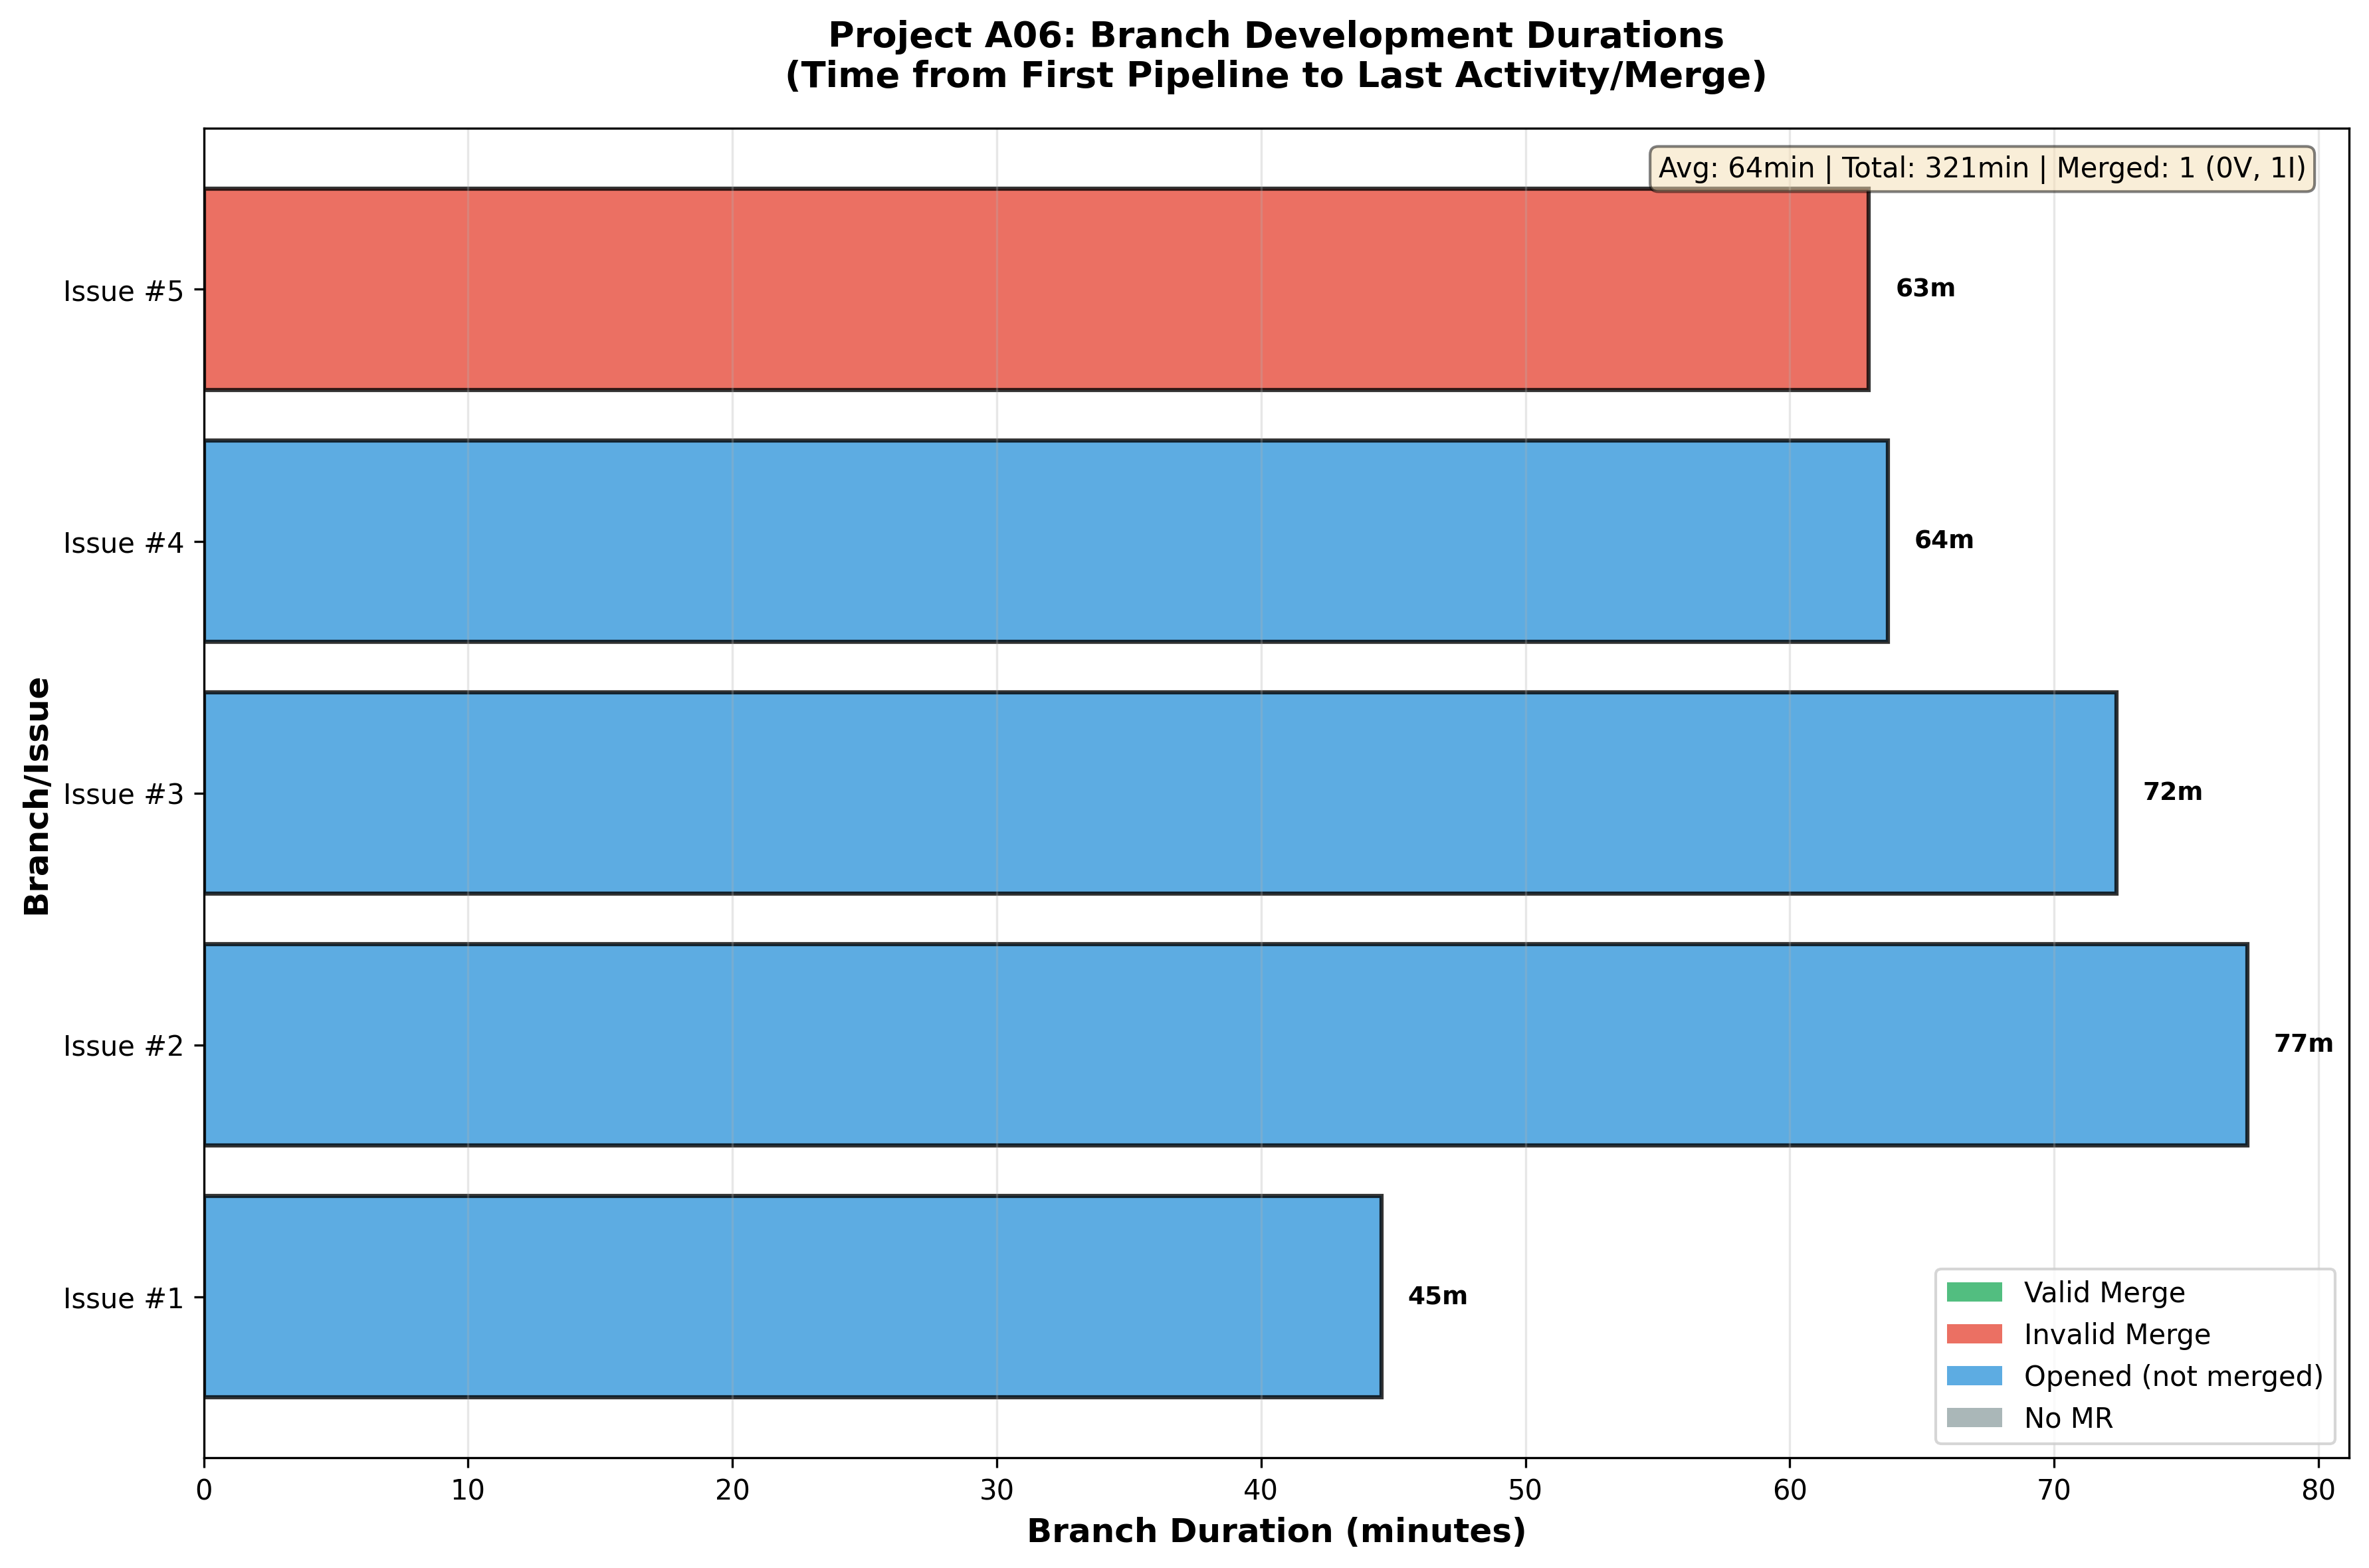 Project A06: Branch Development Durations
(Time from First Pipeline to Last Activity/Merge)
Avg: 64min | Total: 321min | Merged: 1 (0V, 1I)
Branch/Issue
Issue #5
63m
Issue #4
64m
Issue #3
72m
Issue #2
77m
Issue #1
45m
Valid Merge
Invalid Merge
Opened (not merged)
No MR
0 10 20 30 40 50 60 70 80
Branch Duration (minutes)